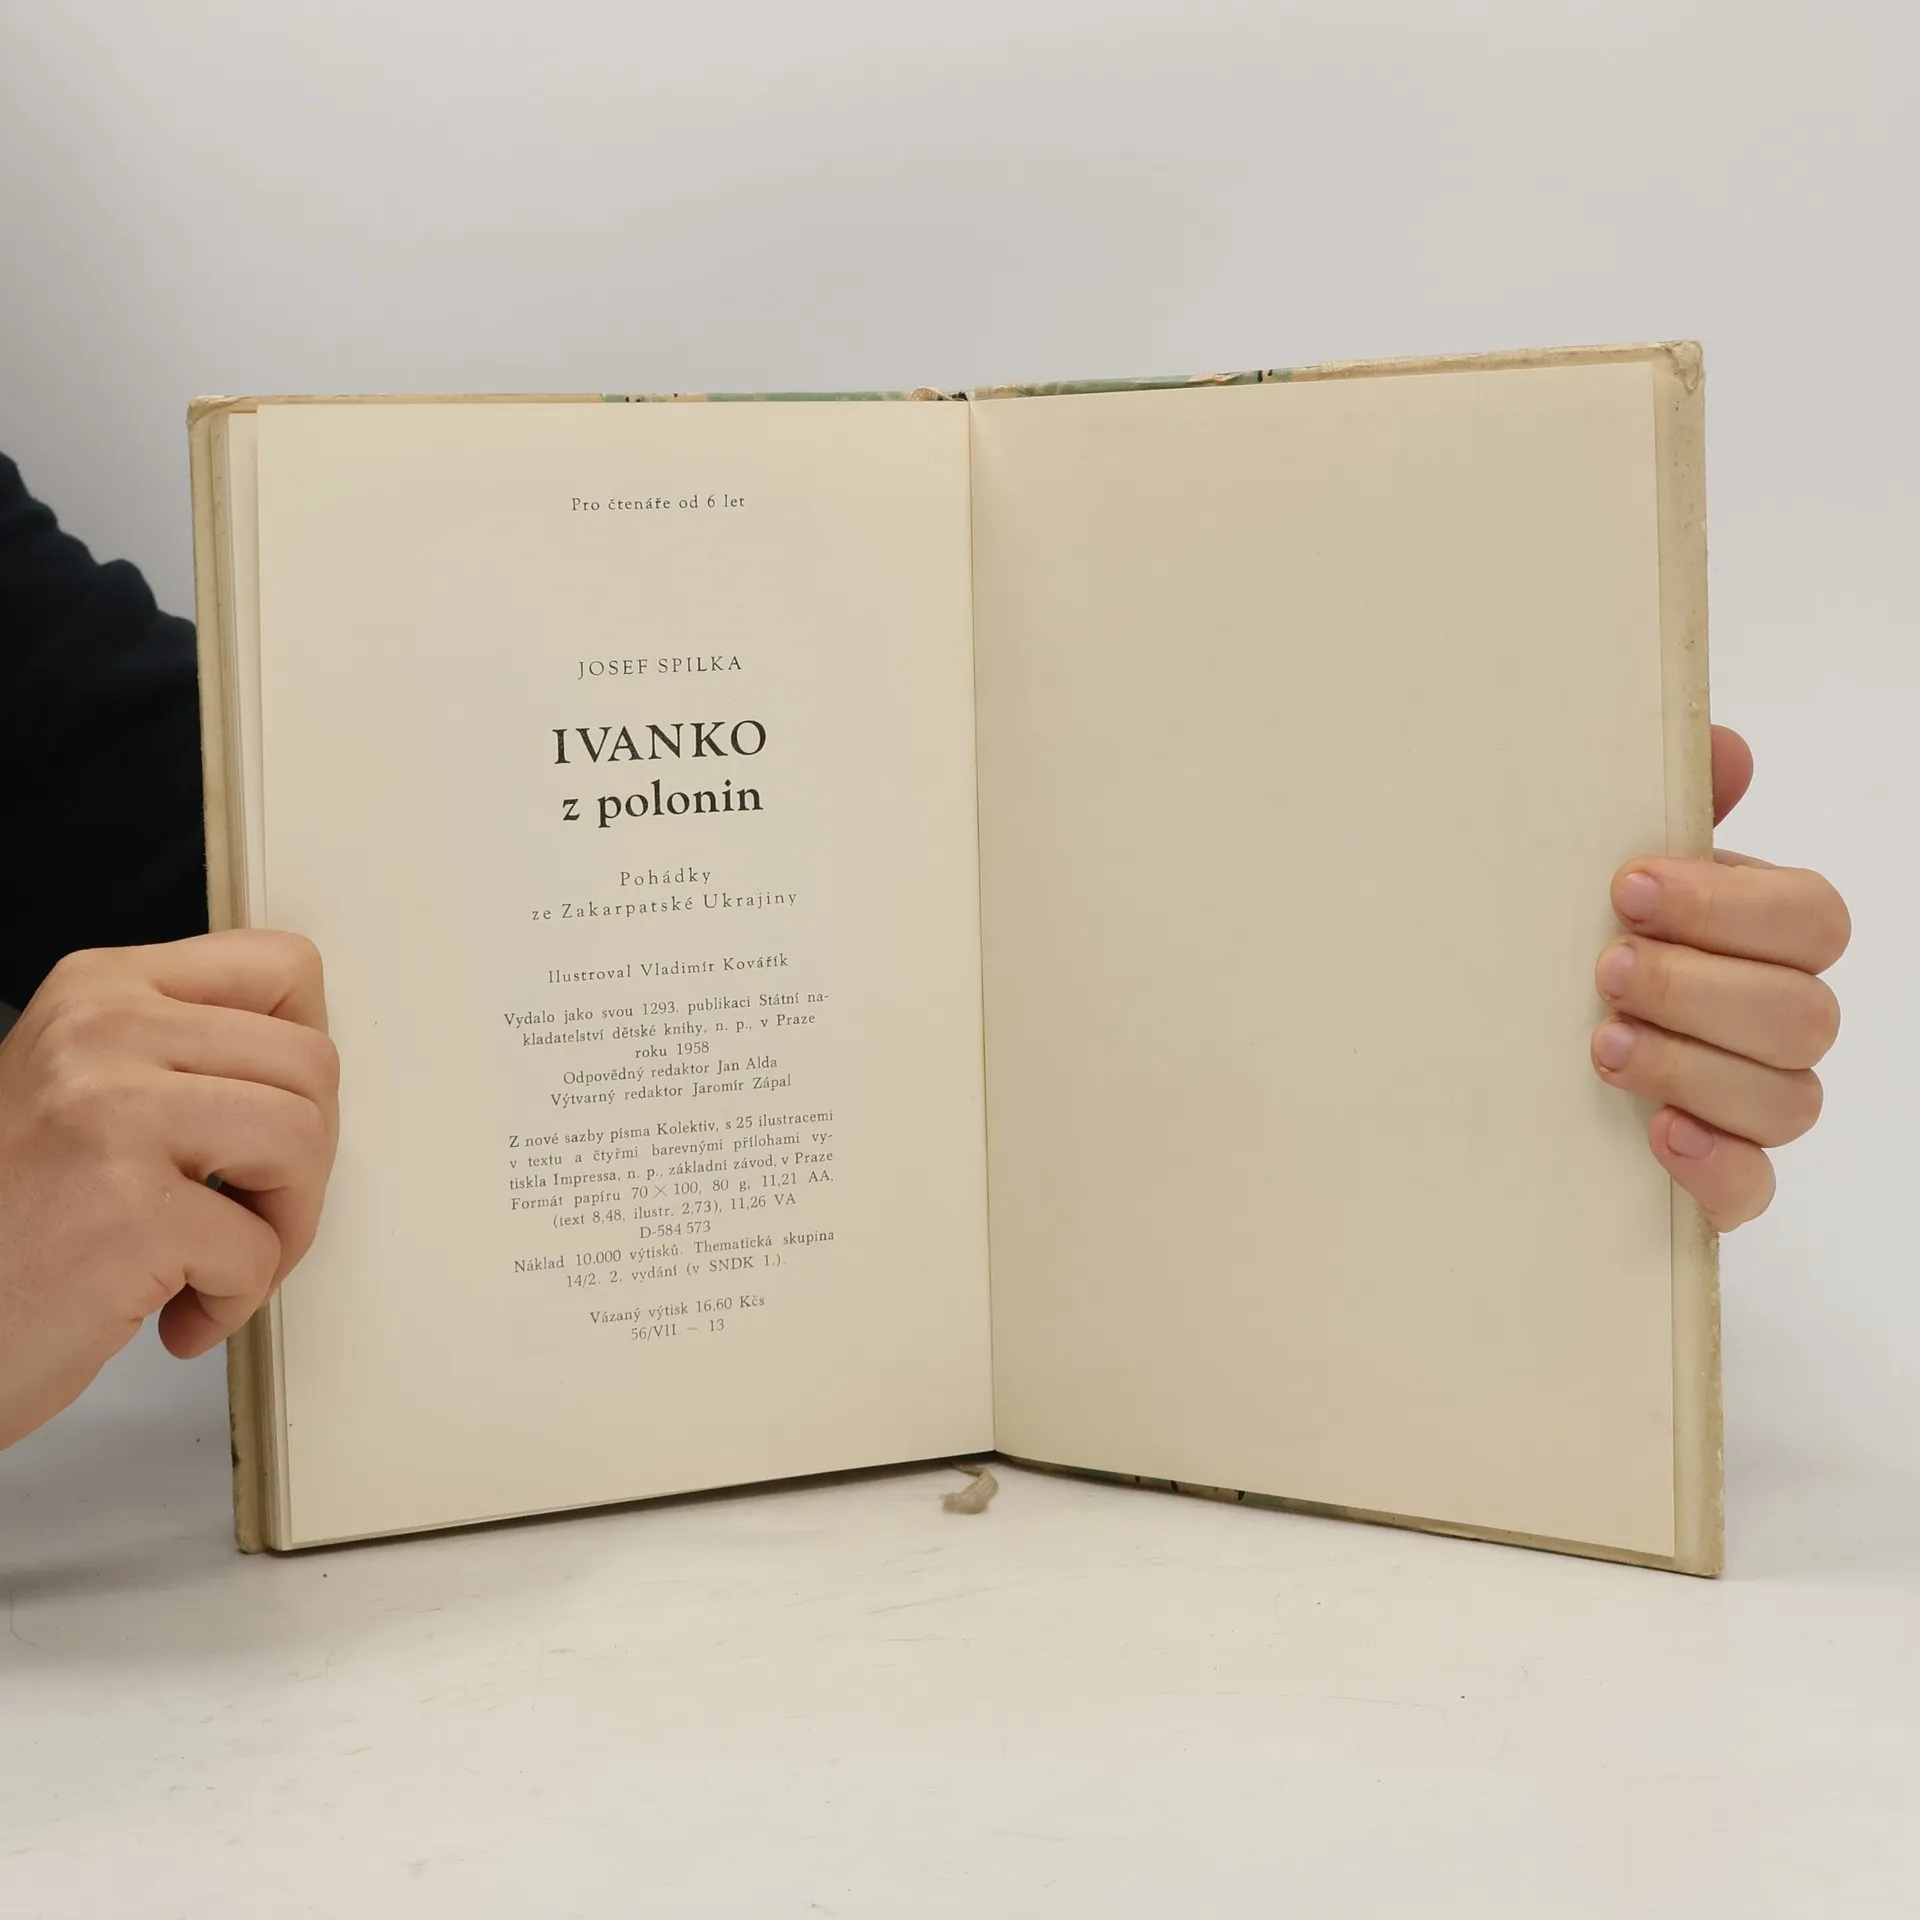 Pro čtenáře od 6 let
JOSEF SPILKA
IVANKO
z polonin
Pohádky
ze Zakarpatské Ukrajiny
Ilustroval Vladimír Kovářík
Vydalo jako svou 1293. publikaci Státní na-
kladatelství dětské knihy, n. p., v Praze
roku 1958
Odpovědný redaktor Jan Alda
Výtvarný redaktor Jaromír Zápal
Z nové sazby písma Kolektiv, s 25 ilustracemi
v textu a čtyřmi barevnými přílohami vy-
tiskla Impressa, n. p., základní závod, v Praze
Formát papíru 70 × 100, 80 g, 11,21 AA,
(text 8,48, ilustr. 2,73), 11,26 VA
D-584 573
Náklad 10.000 výtisků. Thematická skupina
14/2. 2. vydání (v SNDK 1.).
Vázaný výtisk 16,60 Kčs
56/VII — 13